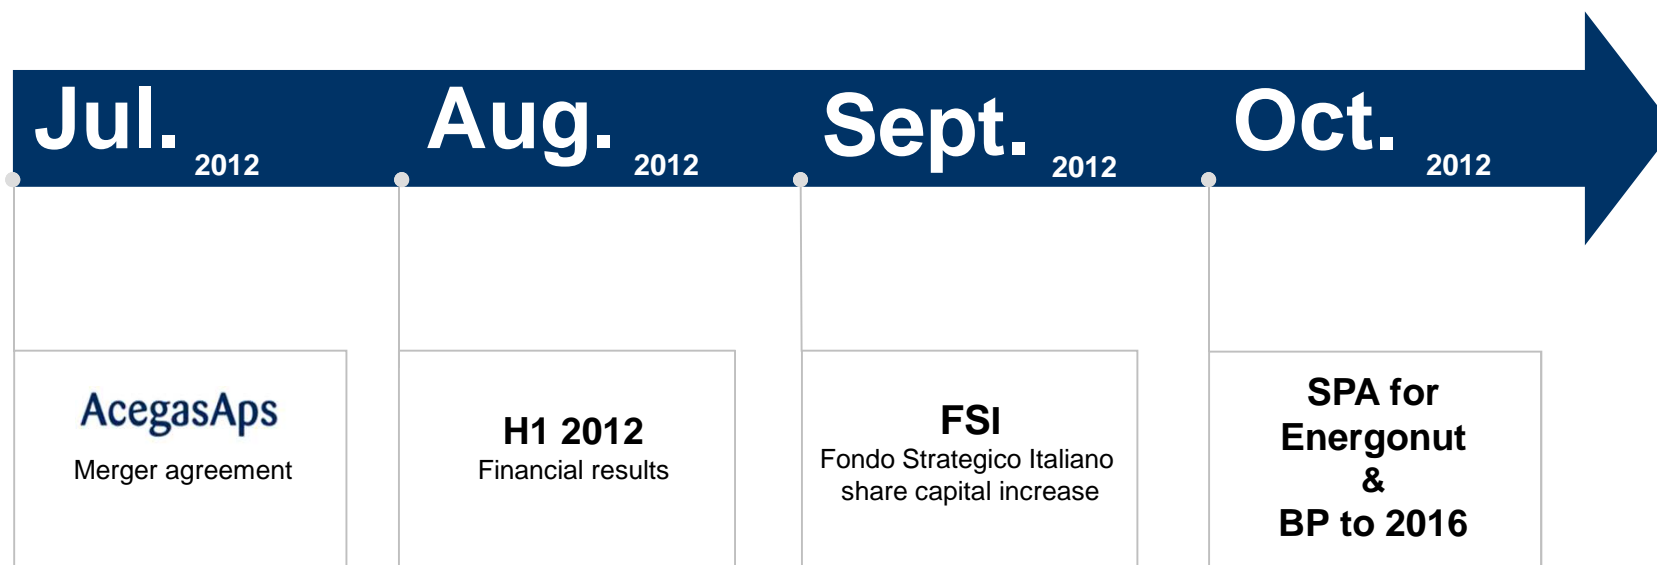 Jul. 2012
Aug. 2012
Sept. 2012
Oct. 2012
AcegasAps
Merger agreement
H1 2012
Financial results
FSI
Fondo Strategico Italiano
share capital increase
SPA for
Energonut
&
BP to 2016